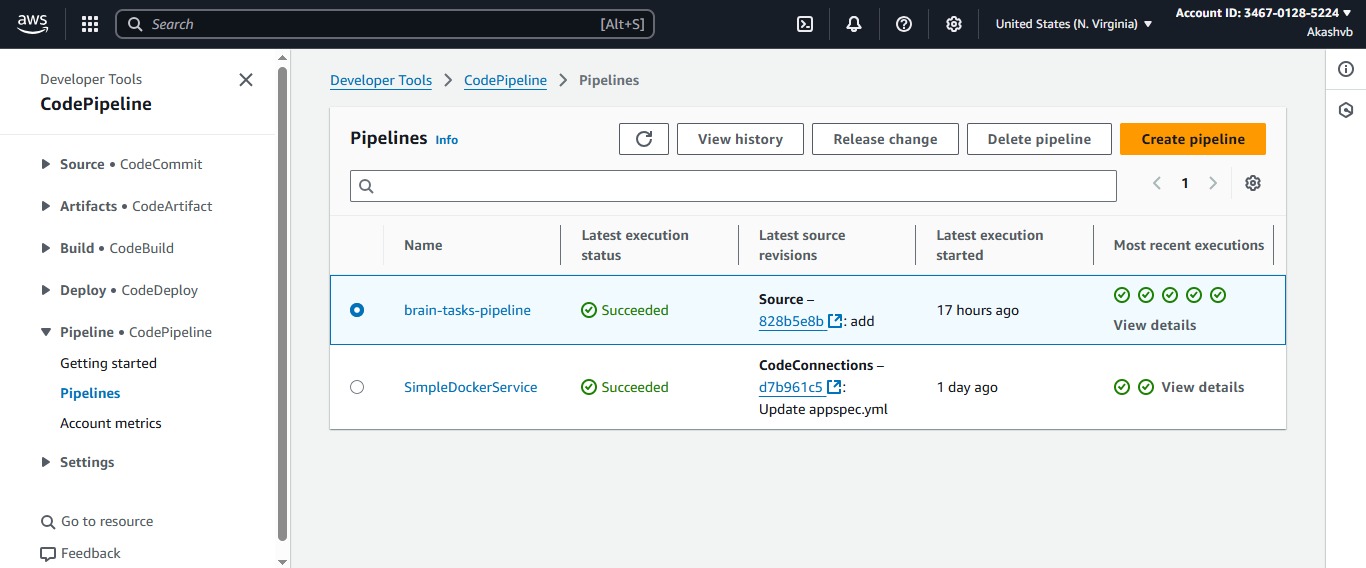 aws
Search [Alt+S]
United States (N. Virginia)
Account ID: 3467-0128-5224
Akashvb
Developer Tools
CodePipeline
Source • CodeCommit
Artifacts • CodeArtifact
Build • CodeBuild
Deploy • CodeDeploy
Pipeline • CodePipeline
Getting started
Pipelines
Account metrics
Settings
Go to resource
Feedback
Developer Tools > CodePipeline > Pipelines
Pipelines Info
View history
Release change
Delete pipeline
Create pipeline
1
Name
Latest execution
status
Latest source
revisions
Latest execution
started
Most recent executions
brain-tasks-pipeline
Succeeded
Source –
828b5e8b : add
17 hours ago
View details
SimpleDockerService
Succeeded
CodeConnections –
d7b961c5 :
Update appspec.yml
1 day ago
View details